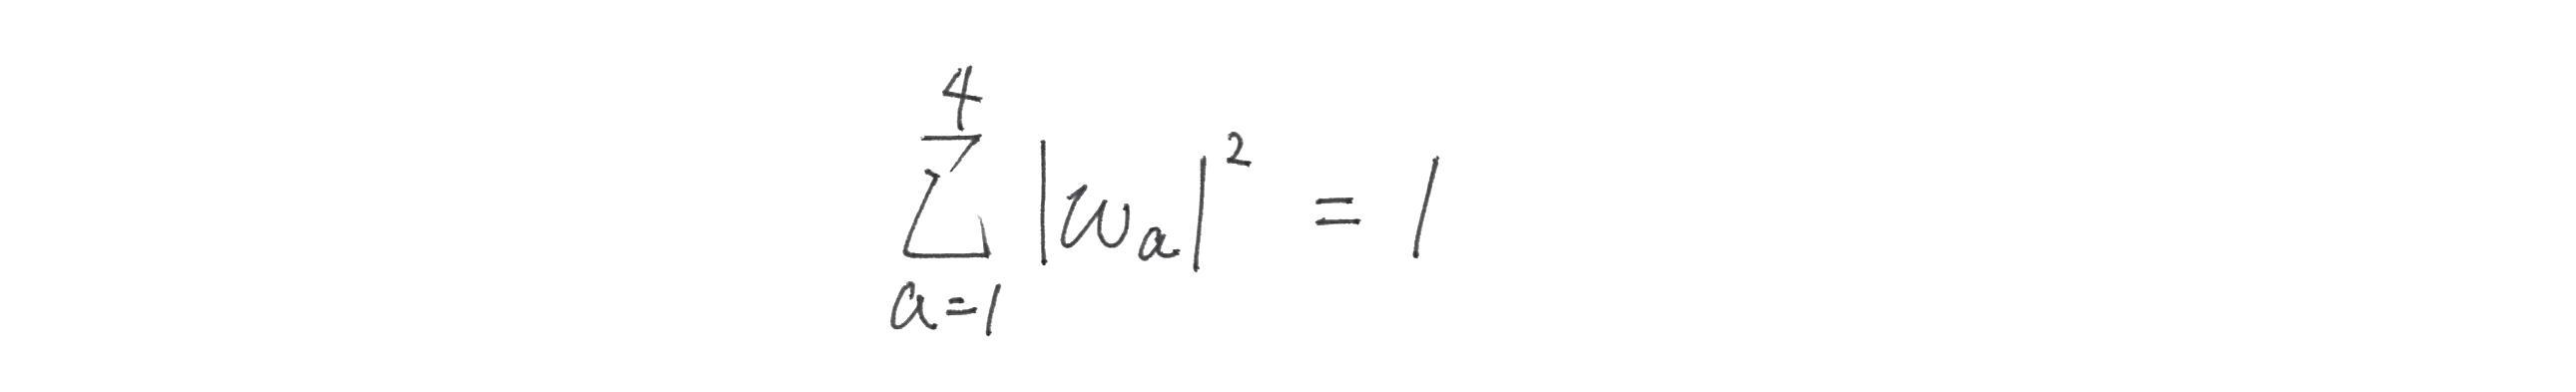 \sum_{a=1}^{4} |w_a|^2 = 1